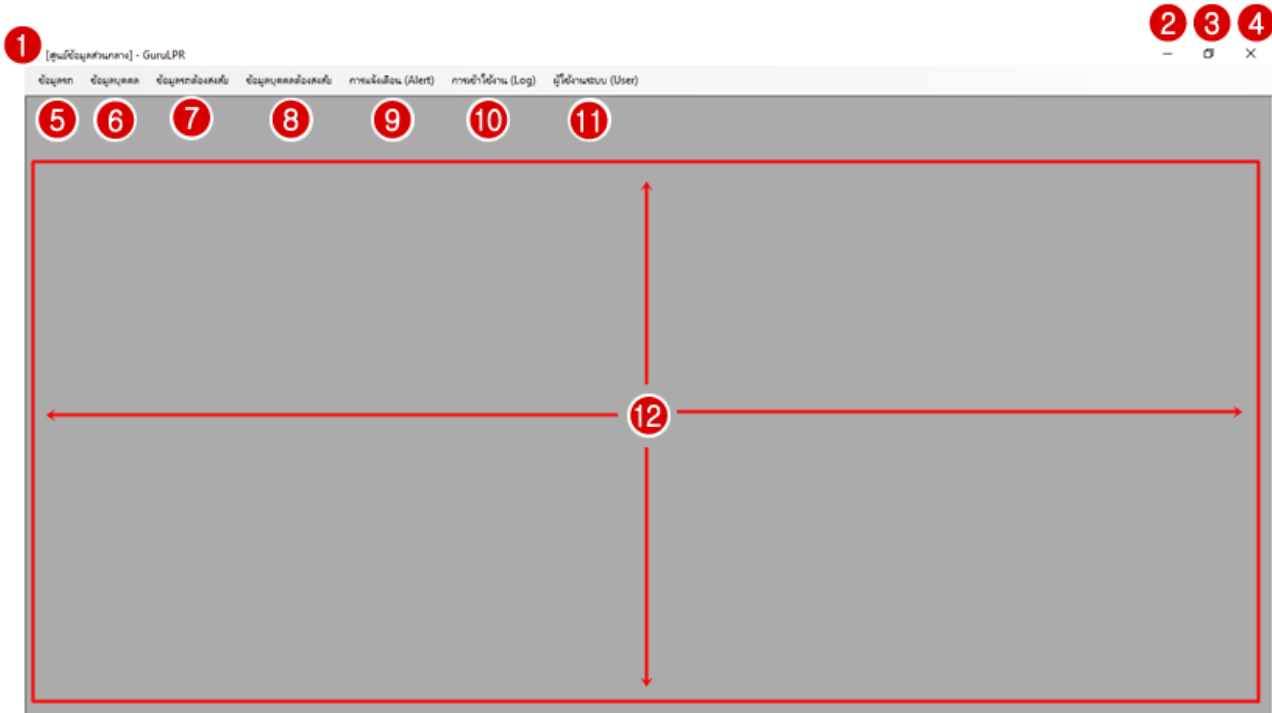 1 2 3 4
[ศูนย์ข้อมูลส่วนกลาง] - GuruLPR
ข้อมูลรถ ข้อมูลบุคคล ข้อมูลรถต้องสงสัย ข้อมูลบุคคลต้องสงสัย การแจ้งเตือน (Alert) การเข้าใช้งาน (Log) ผู้ใช้งานระบบ (User)
5 6 7 8 9 10 11
12